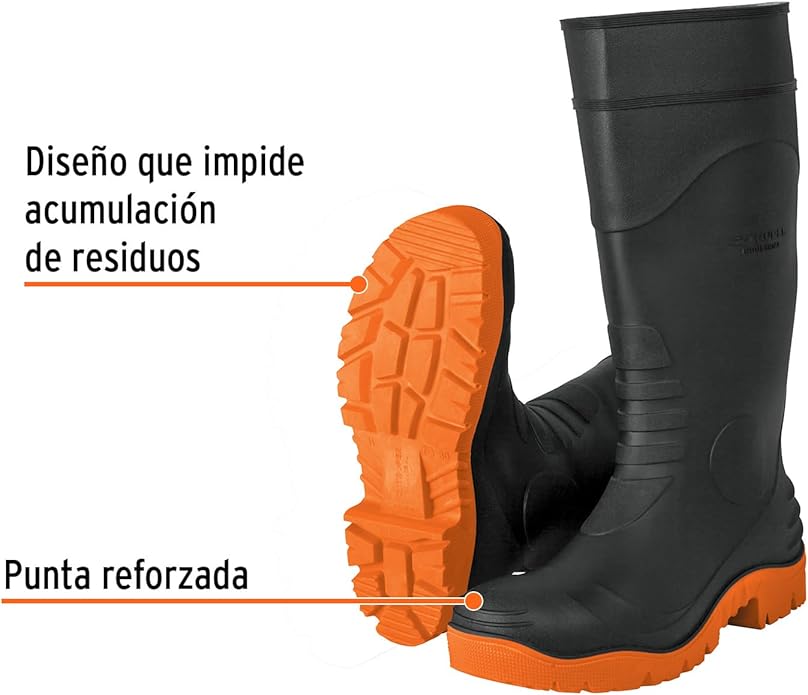 Diseño que impide
acumulación
de residuos
Punta reforzada